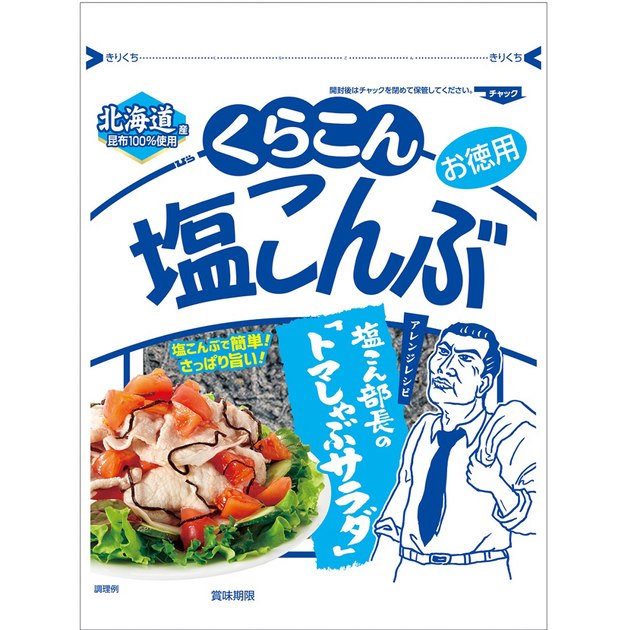 きりくち
きりくち
開封後はチャックを閉めて保管してください。
チャック
北海道産
昆布100%使用
くらこん
お徳用
塩こんぶ
塩こんぶで簡単!
さっぱり旨い!
アレンジレシピ
塩こん部長の
「トマしゃぶサラダ」
調理例
賞味期限